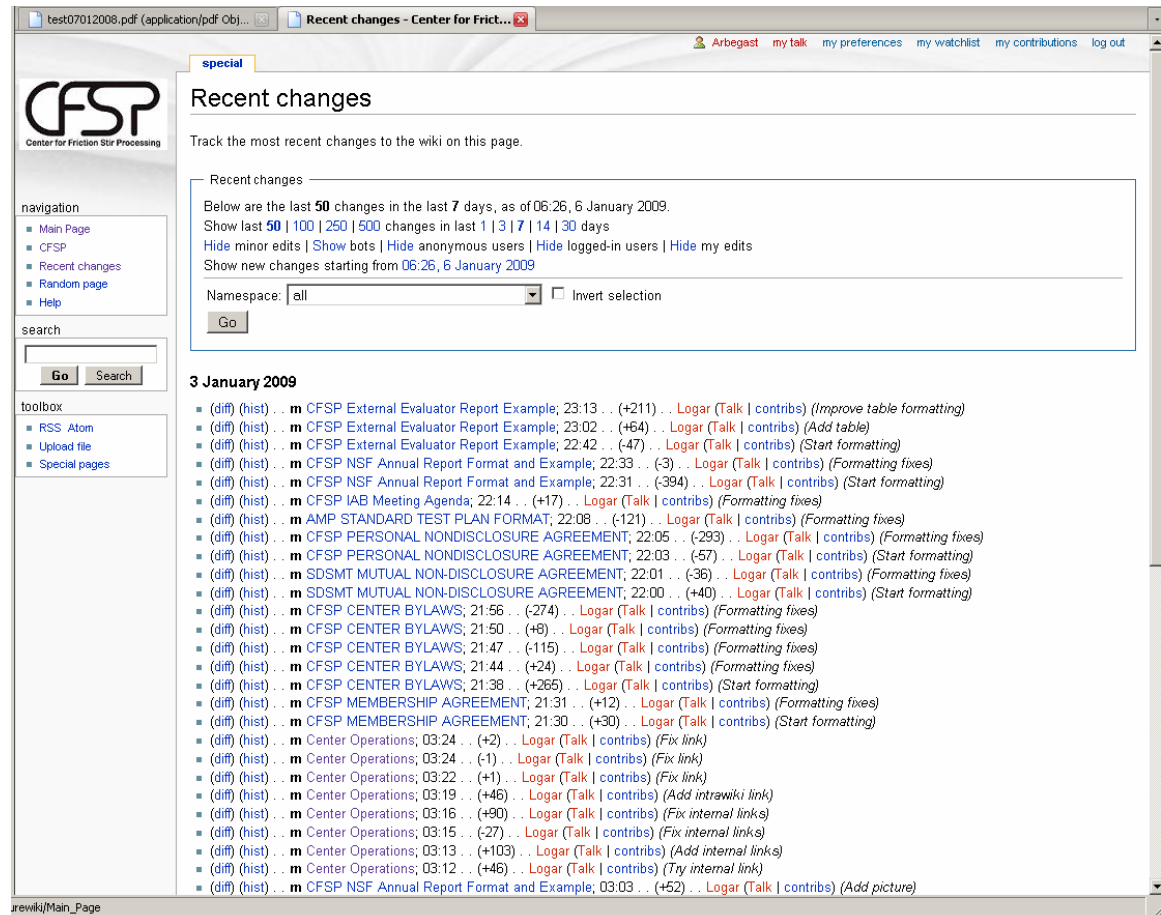 test07012008.pdf (application/pdf Obj...
Recent changes - Center for Frict...
Arbegast my talk my preferences my watchlist my contributions log out
special
CFSP
Center for Friction Stir Processing
Recent changes
Track the most recent changes to the wiki on this page.
Recent changes
Below are the last 50 changes in the last 7 days, as of 06:26, 6 January 2009.
Show last 50 | 100 | 250 | 500 changes in last 1 | 3 | 7 | 14 | 30 days
Hide minor edits | Show bots | Hide anonymous users | Hide logged-in users | Hide my edits
Show new changes starting from 06:26, 6 January 2009
Namespace: all Invert selection
Go
navigation
Main Page
CFSP
Recent changes
Random page
Help
search
Go Search
toolbox
RSS Atom
Upload file
Special pages
3 January 2009
(diff) (hist) . . m CFSP External Evaluator Report Example; 23:13 . . (+211) . . Logar (Talk | contribs) (Improve table formatting)
(diff) (hist) . . m CFSP External Evaluator Report Example; 23:02 . . (+64) . . Logar (Talk | contribs) (Add table)
(diff) (hist) . . m CFSP External Evaluator Report Example; 22:42 . . (-47) . . Logar (Talk | contribs) (Start formatting)
(diff) (hist) . . m CFSP NSF Annual Report Format and Example; 22:33 . . (-3) . . Logar (Talk | contribs) (Formatting fixes)
(diff) (hist) . . m CFSP NSF Annual Report Format and Example; 22:31 . . (-394) . . Logar (Talk | contribs) (Start formatting)
(diff) (hist) . . m CFSP IAB Meeting Agenda; 22:14 . . (+17) . . Logar (Talk | contribs) (Formatting fixes)
(diff) (hist) . . m AMP STANDARD TEST PLAN FORMAT; 22:08 . . (-121) . . Logar (Talk | contribs) (Formatting fixes)
(diff) (hist) . . m CFSP PERSONAL NONDISCLOSURE AGREEMENT; 22:05 . . (-293) . . Logar (Talk | contribs) (Formatting fixes)
(diff) (hist) . . m CFSP PERSONAL NONDISCLOSURE AGREEMENT; 22:03 . . (-57) . . Logar (Talk | contribs) (Start formatting)
(diff) (hist) . . m SDSMT MUTUAL NON-DISCLOSURE AGREEMENT; 22:01 . . (-36) . . Logar (Talk | contribs) (Formatting fixes)
(diff) (hist) . . m SDSMT MUTUAL NON-DISCLOSURE AGREEMENT; 22:00 . . (+40) . . Logar (Talk | contribs) (Start formatting)
(diff) (hist) . . m CFSP CENTER BYLAWS; 21:56 . . (-274) . . Logar (Talk | contribs) (Formatting fixes)
(diff) (hist) . . m CFSP CENTER BYLAWS; 21:50 . . (+8) . . Logar (Talk | contribs) (Formatting fixes)
(diff) (hist) . . m CFSP CENTER BYLAWS; 21:47 . . (-115) . . Logar (Talk | contribs) (Formatting fixes)
(diff) (hist) . . m CFSP CENTER BYLAWS; 21:44 . . (+24) . . Logar (Talk | contribs) (Formatting fixes)
(diff) (hist) . . m CFSP CENTER BYLAWS; 21:38 . . (+265) . . Logar (Talk | contribs) (Start formatting)
(diff) (hist) . . m CFSP MEMBERSHIP AGREEMENT; 21:31 . . (+12) . . Logar (Talk | contribs) (Formatting fixes)
(diff) (hist) . . m CFSP MEMBERSHIP AGREEMENT; 21:30 . . (+30) . . Logar (Talk | contribs) (Start formatting)
(diff) (hist) . . m Center Operations; 03:24 . . (+2) . . Logar (Talk | contribs) (Fix link)
(diff) (hist) . . m Center Operations; 03:24 . . (-1) . . Logar (Talk | contribs) (Fix link)
(diff) (hist) . . m Center Operations; 03:22 . . (+1) . . Logar (Talk | contribs) (Fix link)
(diff) (hist) . . m Center Operations; 03:19 . . (+46) . . Logar (Talk | contribs) (Add intrawiki link)
(diff) (hist) . . m Center Operations; 03:16 . . (+90) . . Logar (Talk | contribs) (Fix internal links)
(diff) (hist) . . m Center Operations; 03:15 . . (-27) . . Logar (Talk | contribs) (Fix internal links)
(diff) (hist) . . m Center Operations; 03:13 . . (+103) . . Logar (Talk | contribs) (Add internal links)
(diff) (hist) . . m Center Operations; 03:12 . . (+46) . . Logar (Talk | contribs) (Try internal link)
(diff) (hist) . . m CFSP NSF Annual Report Format and Example; 03:03 . . (+52) . . Logar (Talk | contribs) (Add picture)
urewiki/Main_Page